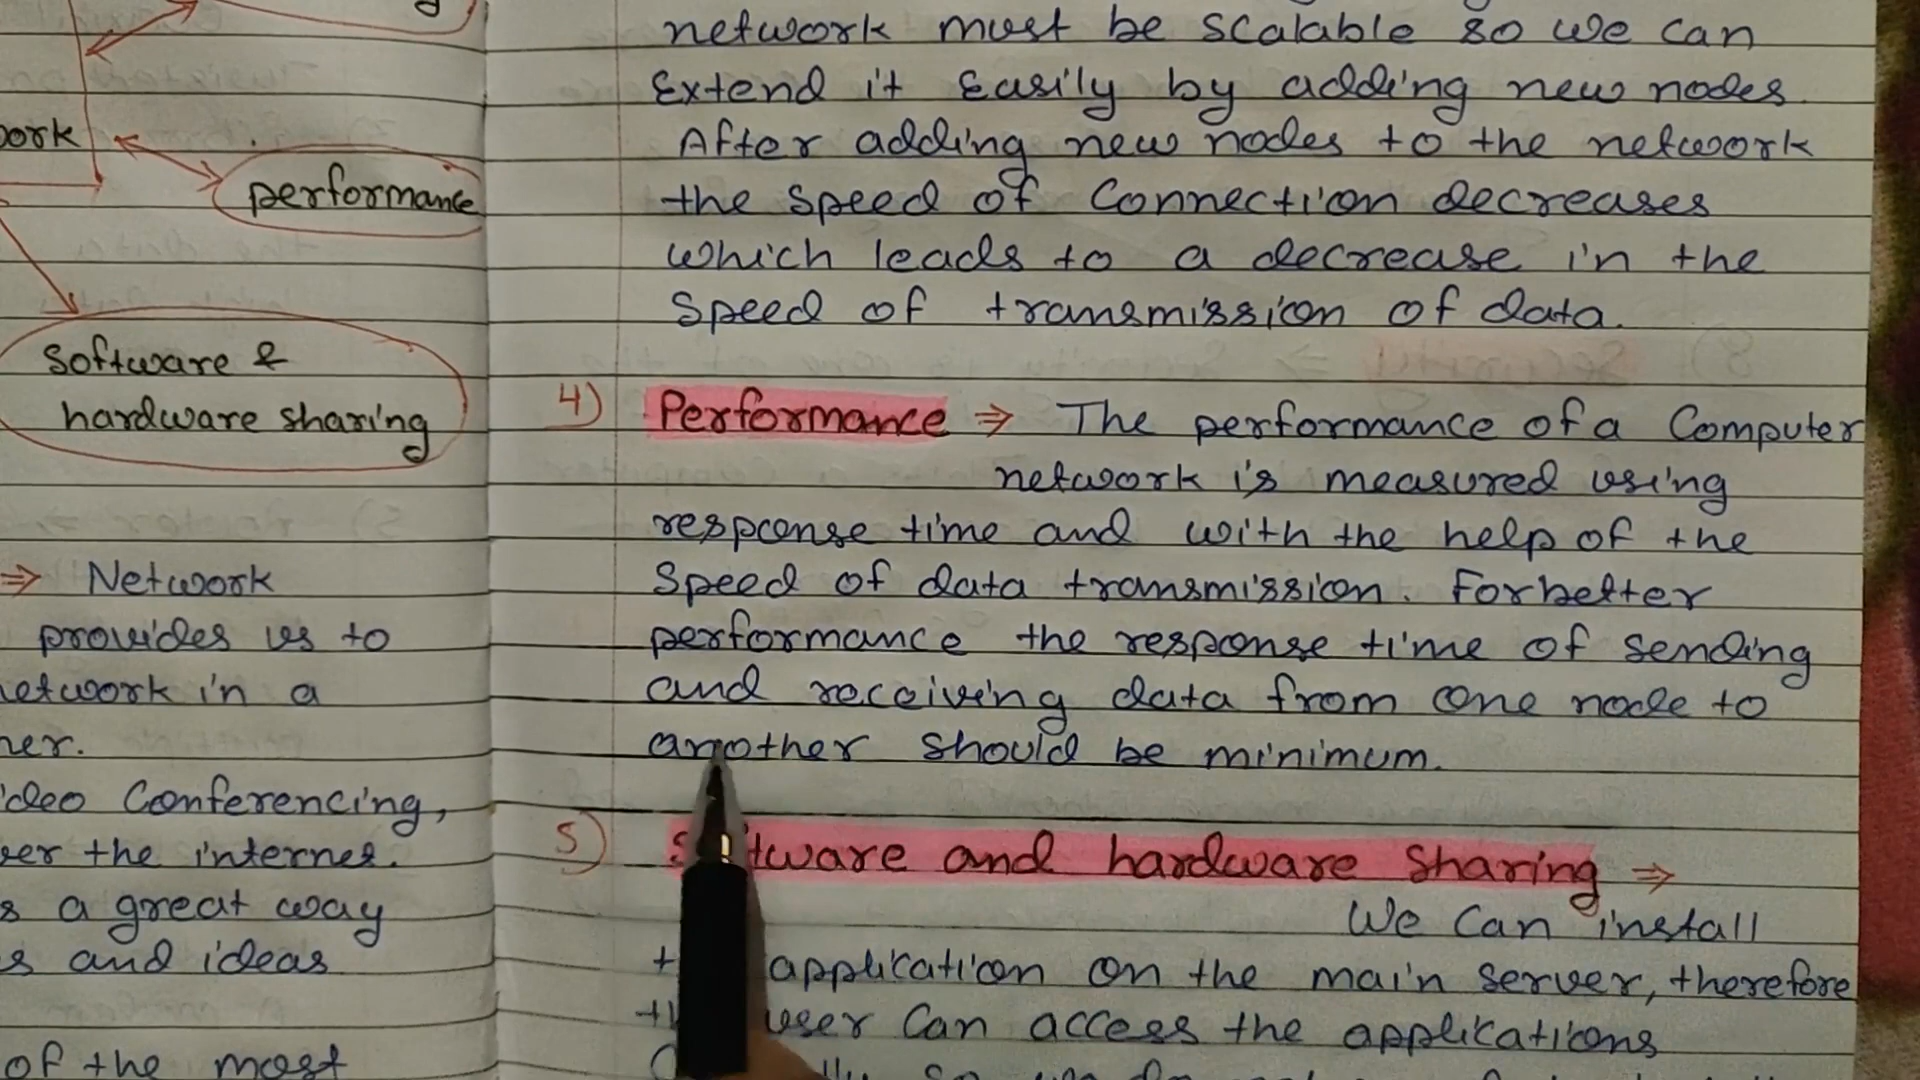 work
performance
Software &
hardware sharing
⇒ Network
provides us to
network in a
Conferencing,
the internet.
a great way
and ideas
of the most
network must be scalable so we can
Extend it Easily by adding new nodes.
After adding new nodes to the network
the speed of Connection decreases
which leads to a decrease in the
Speed of transmission of data.
4) Performance ⇒ The performance of a Computer
network is measured using
response time and with the help of the
Speed of data transmission. For better
performance the response time of sending
and receiving data from one node to
another should be minimum.
5) Software and hardware Sharing ⇒
We Can install
application on the main server, therefore
user Can access the applications